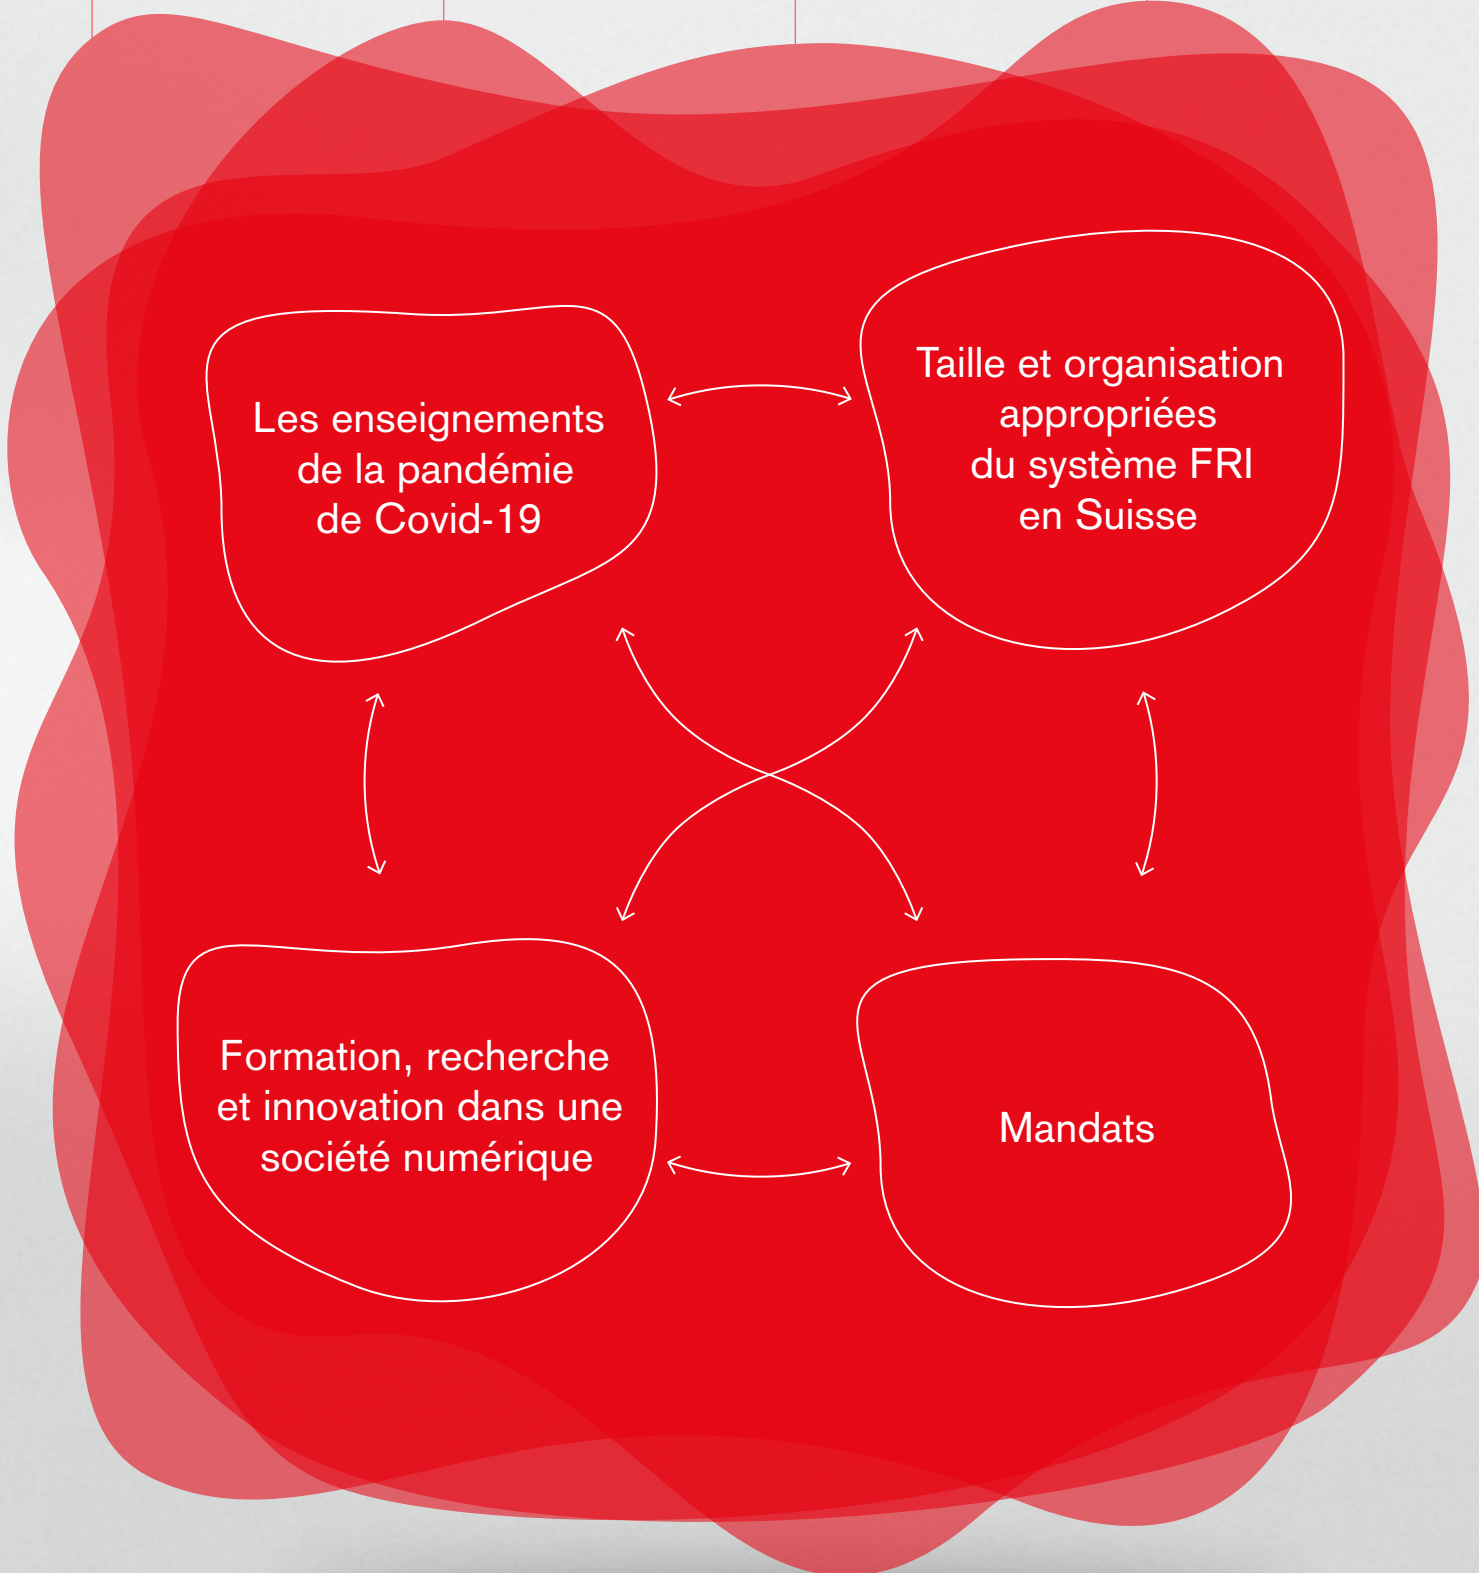 Les enseignements
de la pandémie
de Covid-19
Taille et organisation
appropriées
du système FRI
en Suisse
Formation, recherche
et innovation dans une
société numérique
Mandats